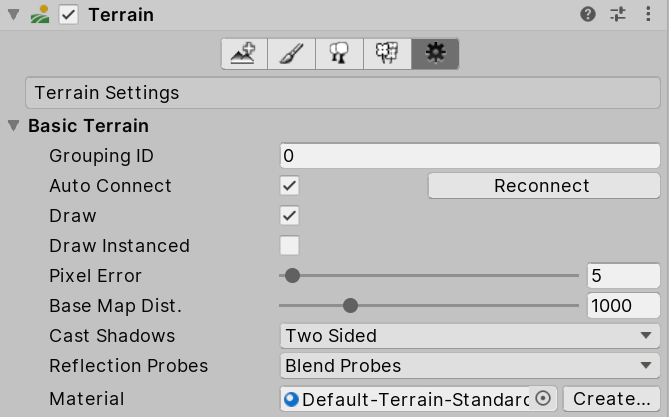 Terrain
Terrain Settings
Basic Terrain
Grouping ID 0
Auto Connect Reconnect
Draw
Draw Instanced
Pixel Error 5
Base Map Dist. 1000
Cast Shadows Two Sided
Reflection Probes Blend Probes
Material Default-Terrain-Standard Create...